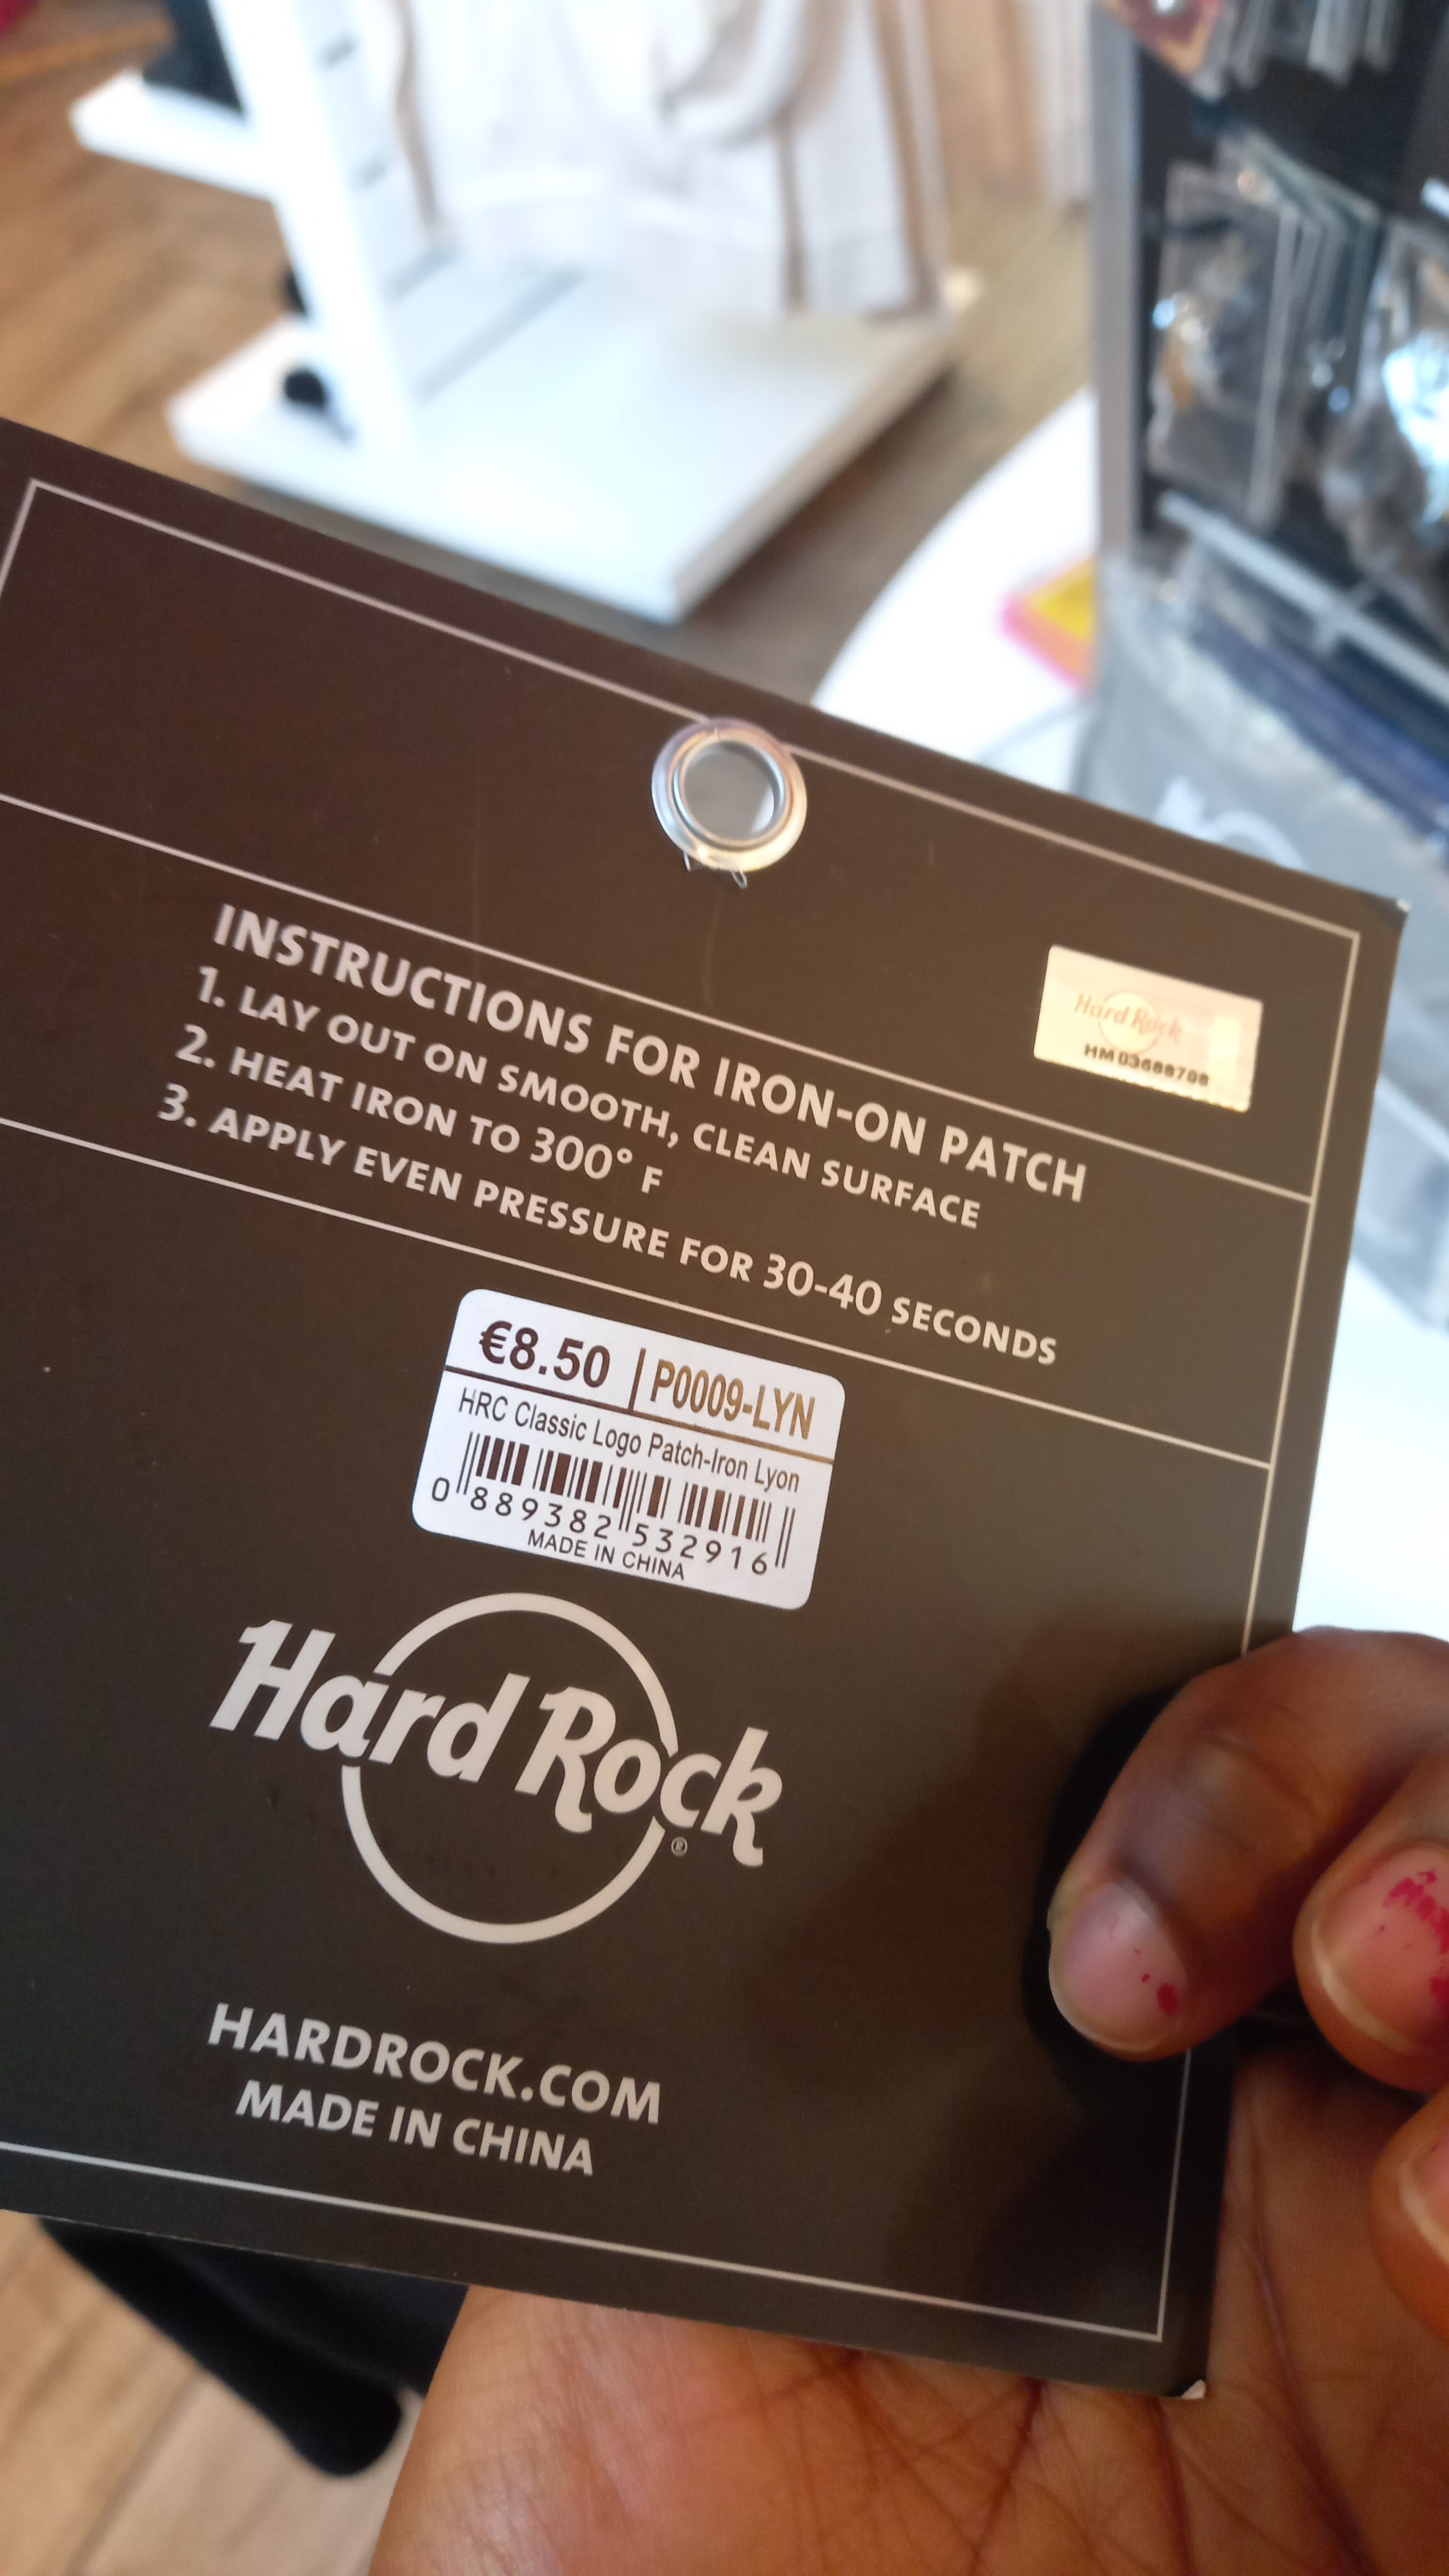 Hard Rock
INSTRUCTIONS FOR IRON-ON PATCH
1. LAY OUT ON SMOOTH, CLEAN SURFACE
2. HEAT IRON TO 300° F
3. APPLY EVEN PRESSURE FOR 30-40 SECONDS
€8.50 | P0009-LYN
HRC Classic Logo Patch-Iron Lyon
0 889382 532916
MADE IN CHINA
Hard Rock
®
HARDROCK.COM
MADE IN CHINA